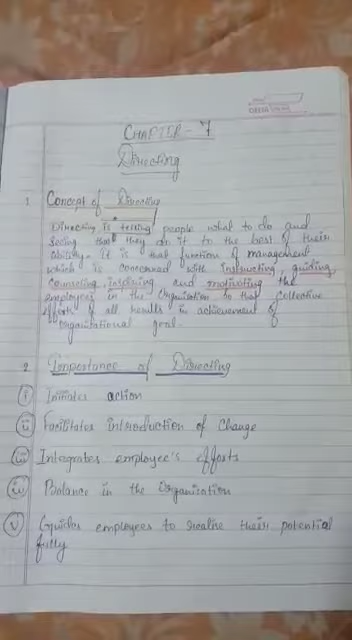 CHAPTER - 7
Directing
1 Concept of Directing
Directing is telling people what to do and
seeing that they do it to the best of their
ability. It is that function of management
which is concerned with instructing, guiding,
counseling, inspiring and motivating the
employees in the Organisation so that collective
efforts of all results in achievement of
organisational goal.
2 Importance of Directing
(i) Initiates action
(ii) Facilitates introduction of Change
(iii) Integrates employee's efforts
(iv) Balance in the Organisation
(v) Guides employees to realise their potential
fully